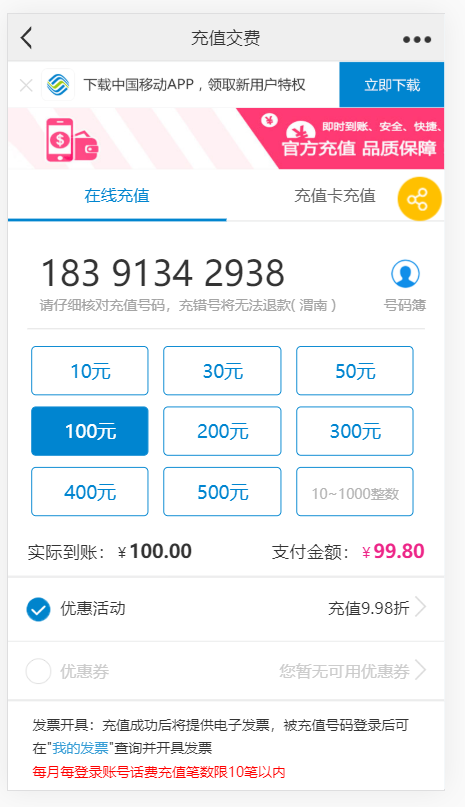 充值交费
下载中国移动APP，领取新用户特权 立即下载
即时到账、安全、快捷、
官方充值 品质保障
在线充值 充值卡充值
183 9134 2938
请仔细核对充值号码，充错号将无法退款( 渭南 ) 号码簿
10元 30元 50元
100元 200元 300元
400元 500元 10~1000整数
实际到账：￥100.00 支付金额：￥99.80
优惠活动 充值9.98折
优惠券 您暂无可用优惠券
发票开具：充值成功后将提供电子发票，被充值号码登录后可
在"我的发票"查询并开具发票
每月每登录账号话费充值笔数限10笔以内